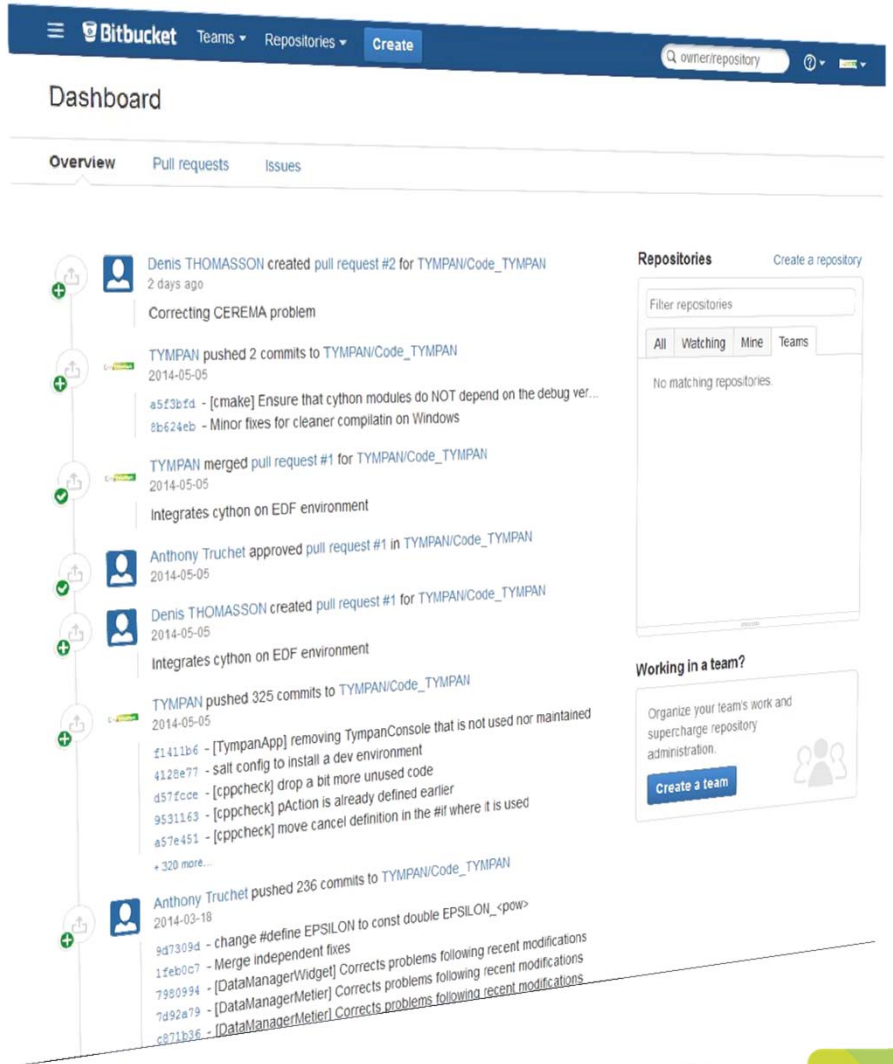 Bitbucket Teams Repositories Create owner/repository
Dashboard
Overview Pull requests Issues
Denis THOMASSON created pull request #2 for TYMPAN/Code_TYMPAN
2 days ago
Correcting CEREMA problem
TYMPAN pushed 2 commits to TYMPAN/Code_TYMPAN
2014-05-05
a5f3bfd - [cmake] Ensure that cython modules do NOT depend on the debug ver...
8b624eb - Minor fixes for cleaner compilatin on Windows
TYMPAN merged pull request #1 for TYMPAN/Code_TYMPAN
2014-05-05
Integrates cython on EDF environment
Anthony Truchet approved pull request #1 in TYMPAN/Code_TYMPAN
2014-05-05
Denis THOMASSON created pull request #1 for TYMPAN/Code_TYMPAN
2014-05-05
Integrates cython on EDF environment
TYMPAN pushed 325 commits to TYMPAN/Code_TYMPAN
2014-05-05
f1411b6 - [TympanApp] removing TympanConsole that is not used nor maintained
4128e77 - salt config to install a dev environment
d57fcce - [cppcheck] drop a bit more unused code
9531163 - [cppcheck] pAction is already defined earlier
a57e451 - [cppcheck] move cancel definition in the #if where it is used
+ 320 more...
Anthony Truchet pushed 236 commits to TYMPAN/Code_TYMPAN
2014-03-18
9d7309d - change #define EPSILON to const double EPSILON_<pow>
1feb0c7 - Merge independent fixes
7980994 - [DataManagerWidget] Corrects problems following recent modifications
7d92a79 - [DataManagerMetier] Corrects problems following recent modifications
c871b36 - [DataManagerMetier] Corrects problems following recent modifications
Repositories Create a repository
Filter repositories
All Watching Mine Teams
No matching repositories.
Working in a team?
Organize your team's work and
supercharge repository
administration.
Create a team